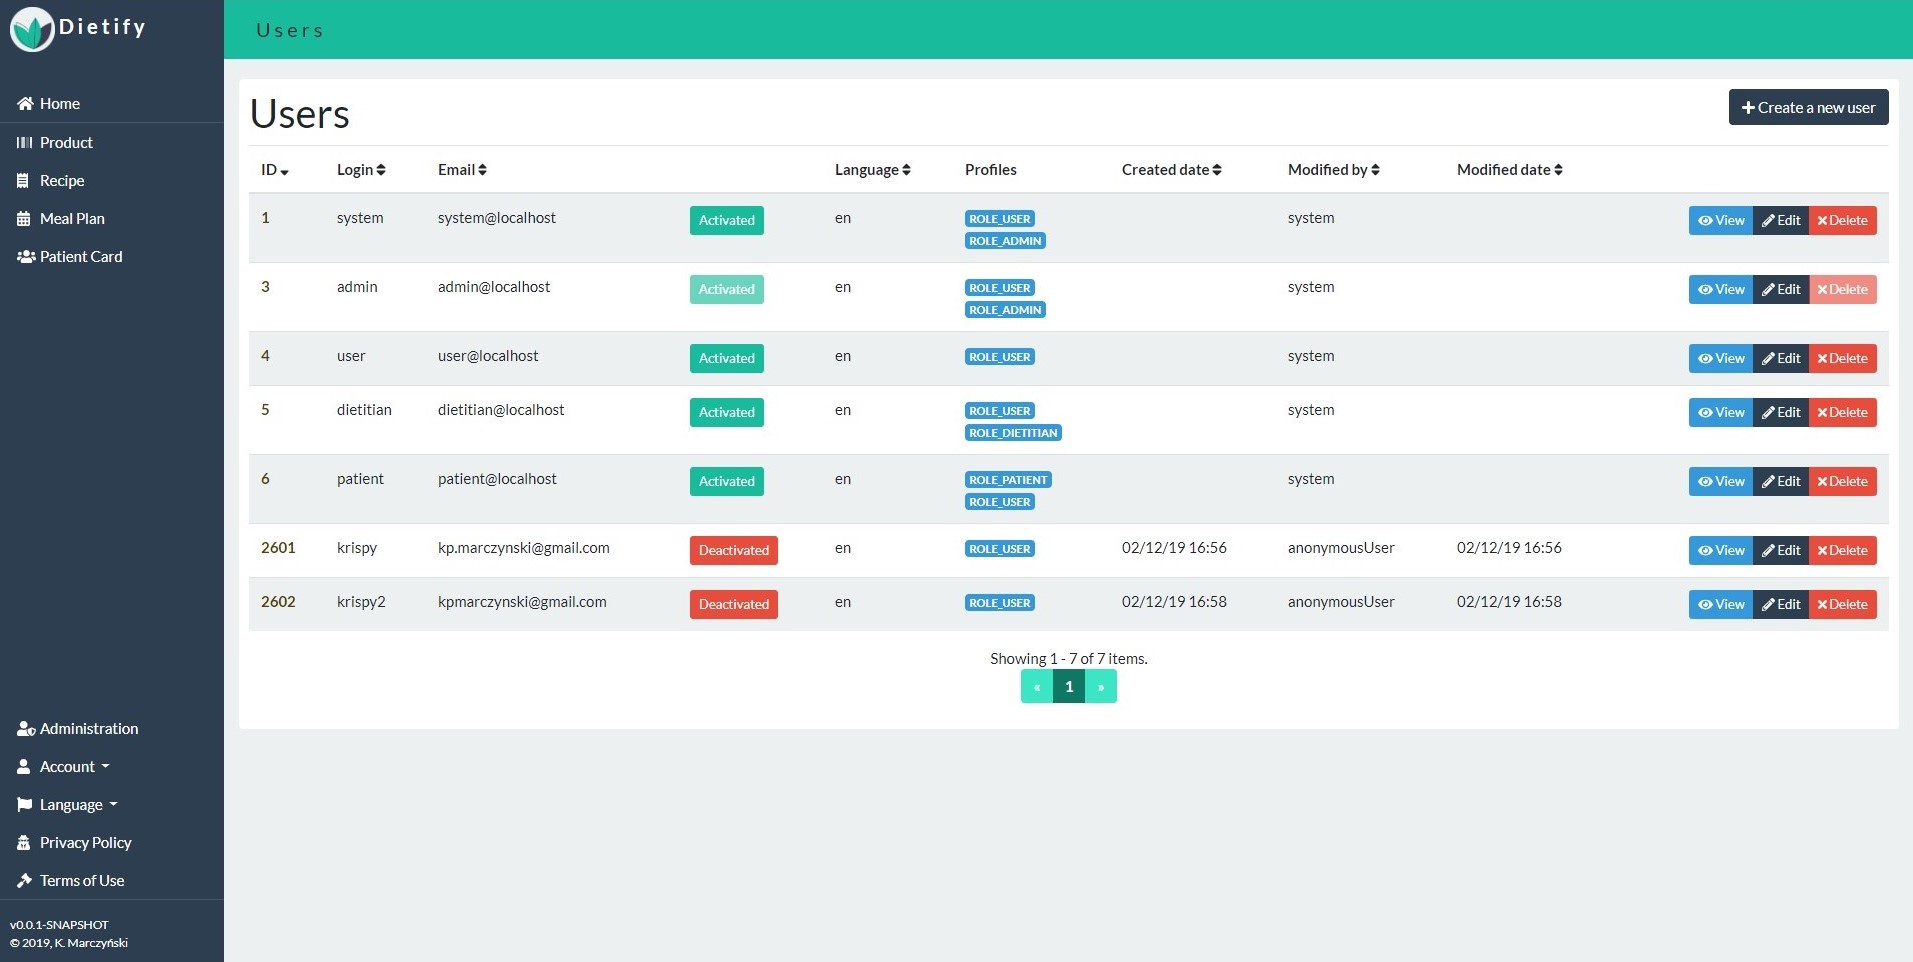 Dietify
Users
Home
Product
Recipe
Meal Plan
Patient Card
Administration
Account
Language
Privacy Policy
Terms of Use
v0.0.1-SNAPSHOT
© 2019, K. Marczyński
Users
Create a new user
ID Login Email Language Profiles Created date Modified by Modified date
1 system system@localhost Activated en ROLE_USER system View Edit Delete
ROLE_ADMIN
3 admin admin@localhost Activated en ROLE_USER system View Edit Delete
ROLE_ADMIN
4 user user@localhost Activated en ROLE_USER system View Edit Delete
5 dietitian dietitian@localhost Activated en ROLE_USER system View Edit Delete
ROLE_DIETITIAN
6 patient patient@localhost Activated en ROLE_PATIENT system View Edit Delete
ROLE_USER
2601 krispy kp.marczynski@gmail.com Deactivated en ROLE_USER 02/12/19 16:56 anonymousUser 02/12/19 16:56 View Edit Delete
2602 krispy2 kpmarczynski@gmail.com Deactivated en ROLE_USER 02/12/19 16:58 anonymousUser 02/12/19 16:58 View Edit Delete
Showing 1 - 7 of 7 items.
« 1 »